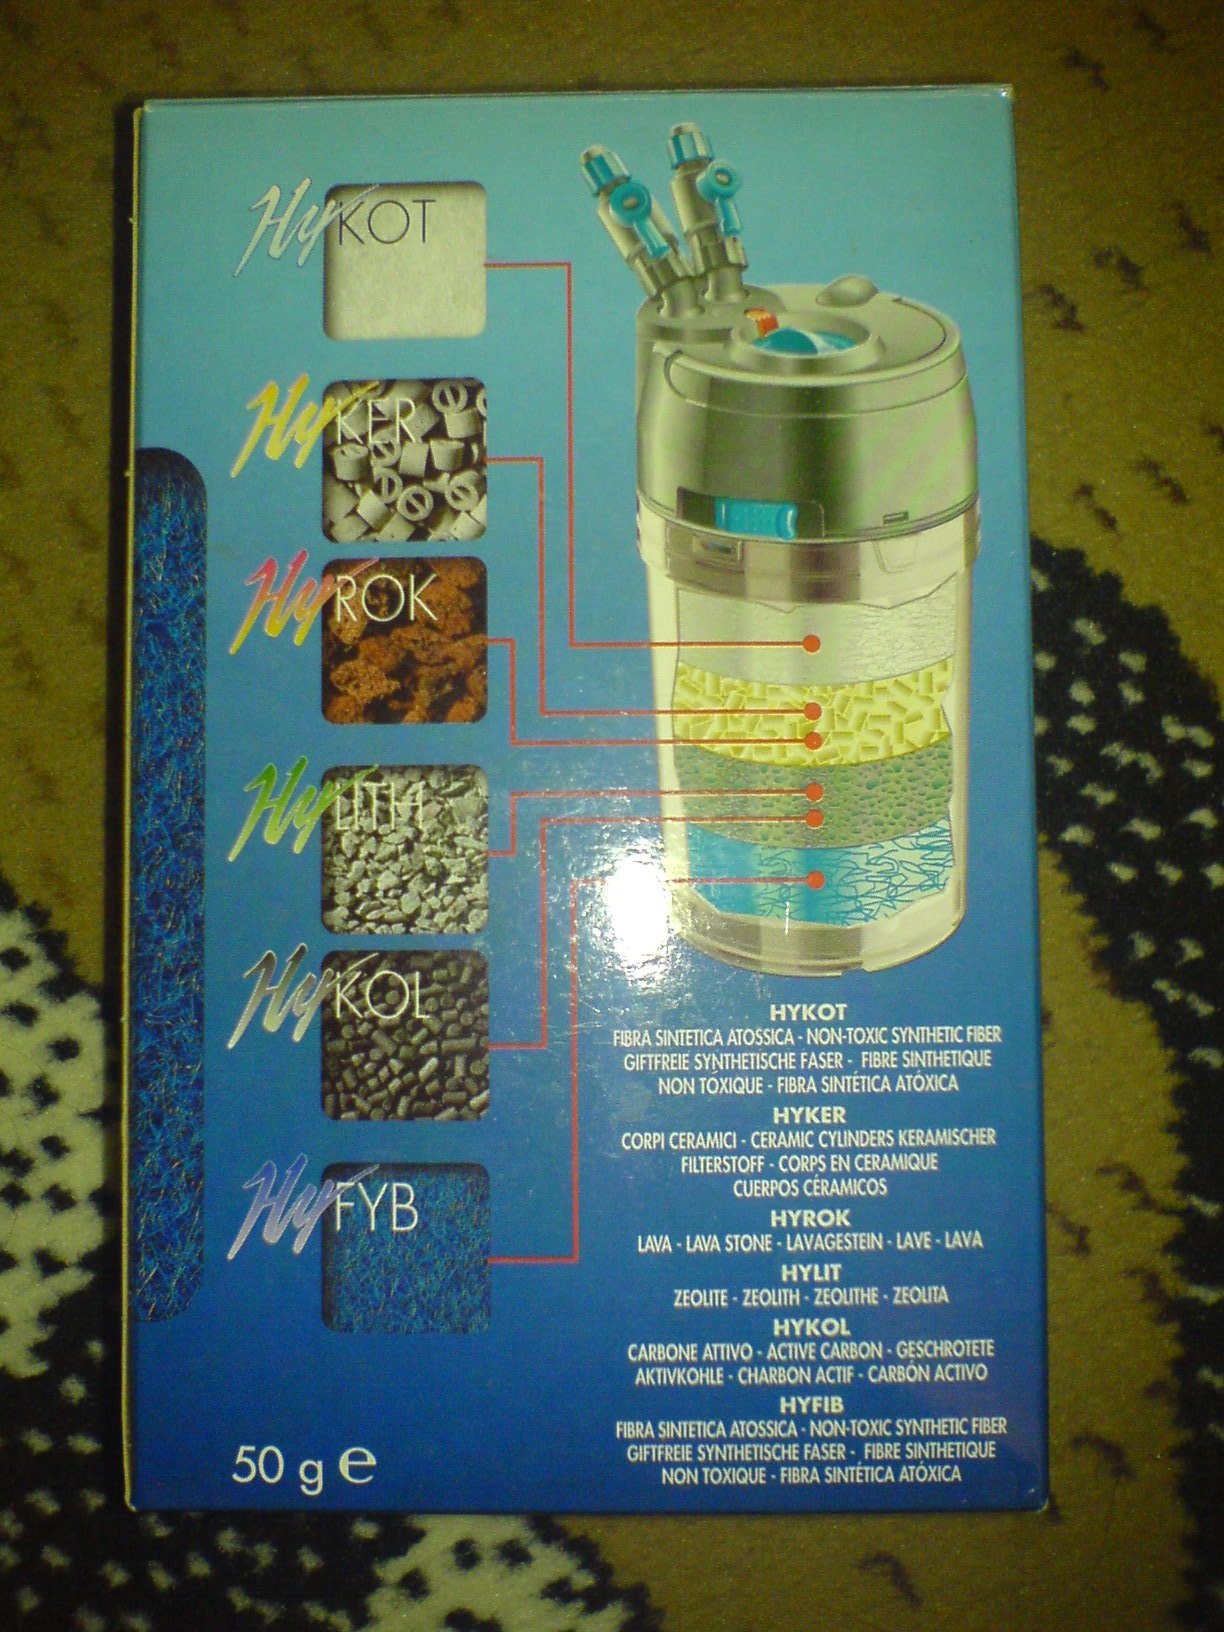 HyKOT
HyKER
HyROK
HyLITH
HyKOL
HyFYB
50 g e
HYKOT
FIBRA SINTETICA ATOSSICA - NON-TOXIC SYNTHETIC FIBER
GIFTFREIE SYNTHETISCHE FASER - FIBRE SINTHETIQUE
NON TÓXIQUE - FIBRA SINTÉTICA ATÓXICA
HYKER
CORPI CERAMICI - CERAMIC CYLINDERS KERAMISCHER
FILTERSTOFF - CORPS EN CERAMIQUE
CUERPOS CÉRAMICOS
HYROK
LAVA - LAVA STONE - LAVAGESTEIN - LAVE - LAVA
HYLIT
ZEOLITE - ZEOLITH - ZEOLITHE - ZEOLITA
HYKOL
CARBONE ATTIVO - ACTIVE CARBON - GESCHROTETE
AKTIVKOHLE - CHARBON ACTIF - CARBÓN ACTIVO
HYFIB
FIBRA SINTETICA ATOSSICA - NON-TOXIC SYNTHETIC FIBER
GIFTFREIE SYNTHETISCHE FASER - FIBRE SINTHETIQUE
NON TOXIQUE - FIBRA SINTÉTICA ATÓXICA